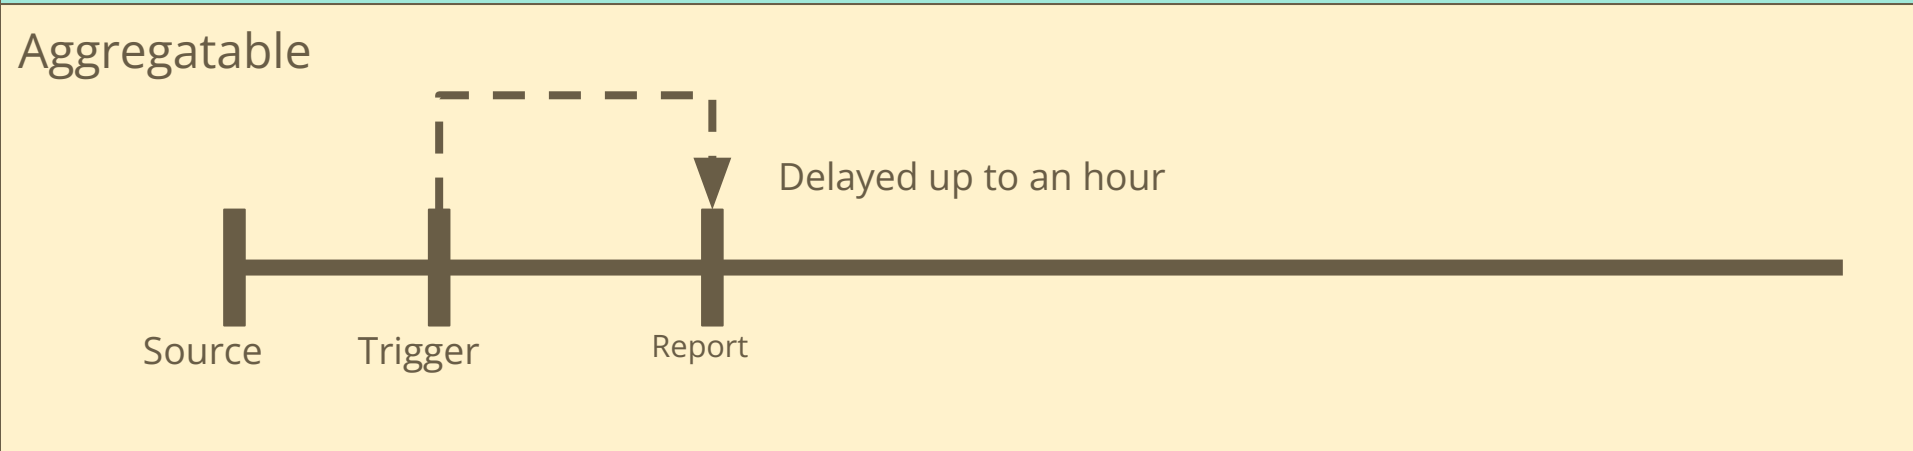 Aggregatable
Delayed up to an hour
Source
Trigger
Report